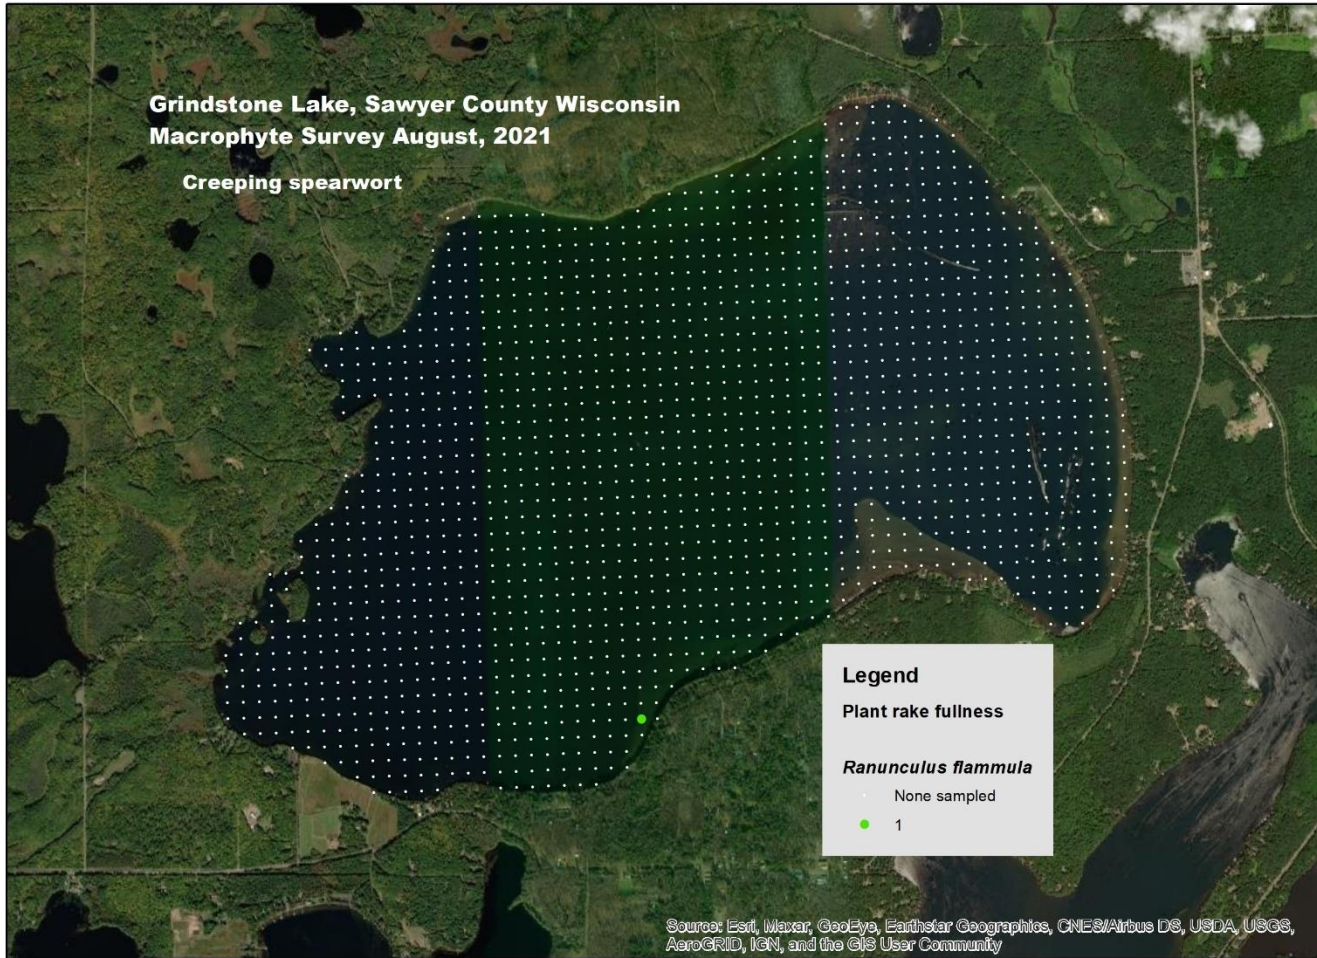 Grindstone Lake, Sawyer County Wisconsin
Macrophyte Survey August, 2021
Creeping spearwort
Legend
Plant rake fullness
Ranunculus flammula
None sampled
1
Source: Esri, Maxar, GeoEye, Earthstar Geographics, CNES/Airbus DS, USDA, USGS,
AeroGRID, IGN, and the GIS User Community